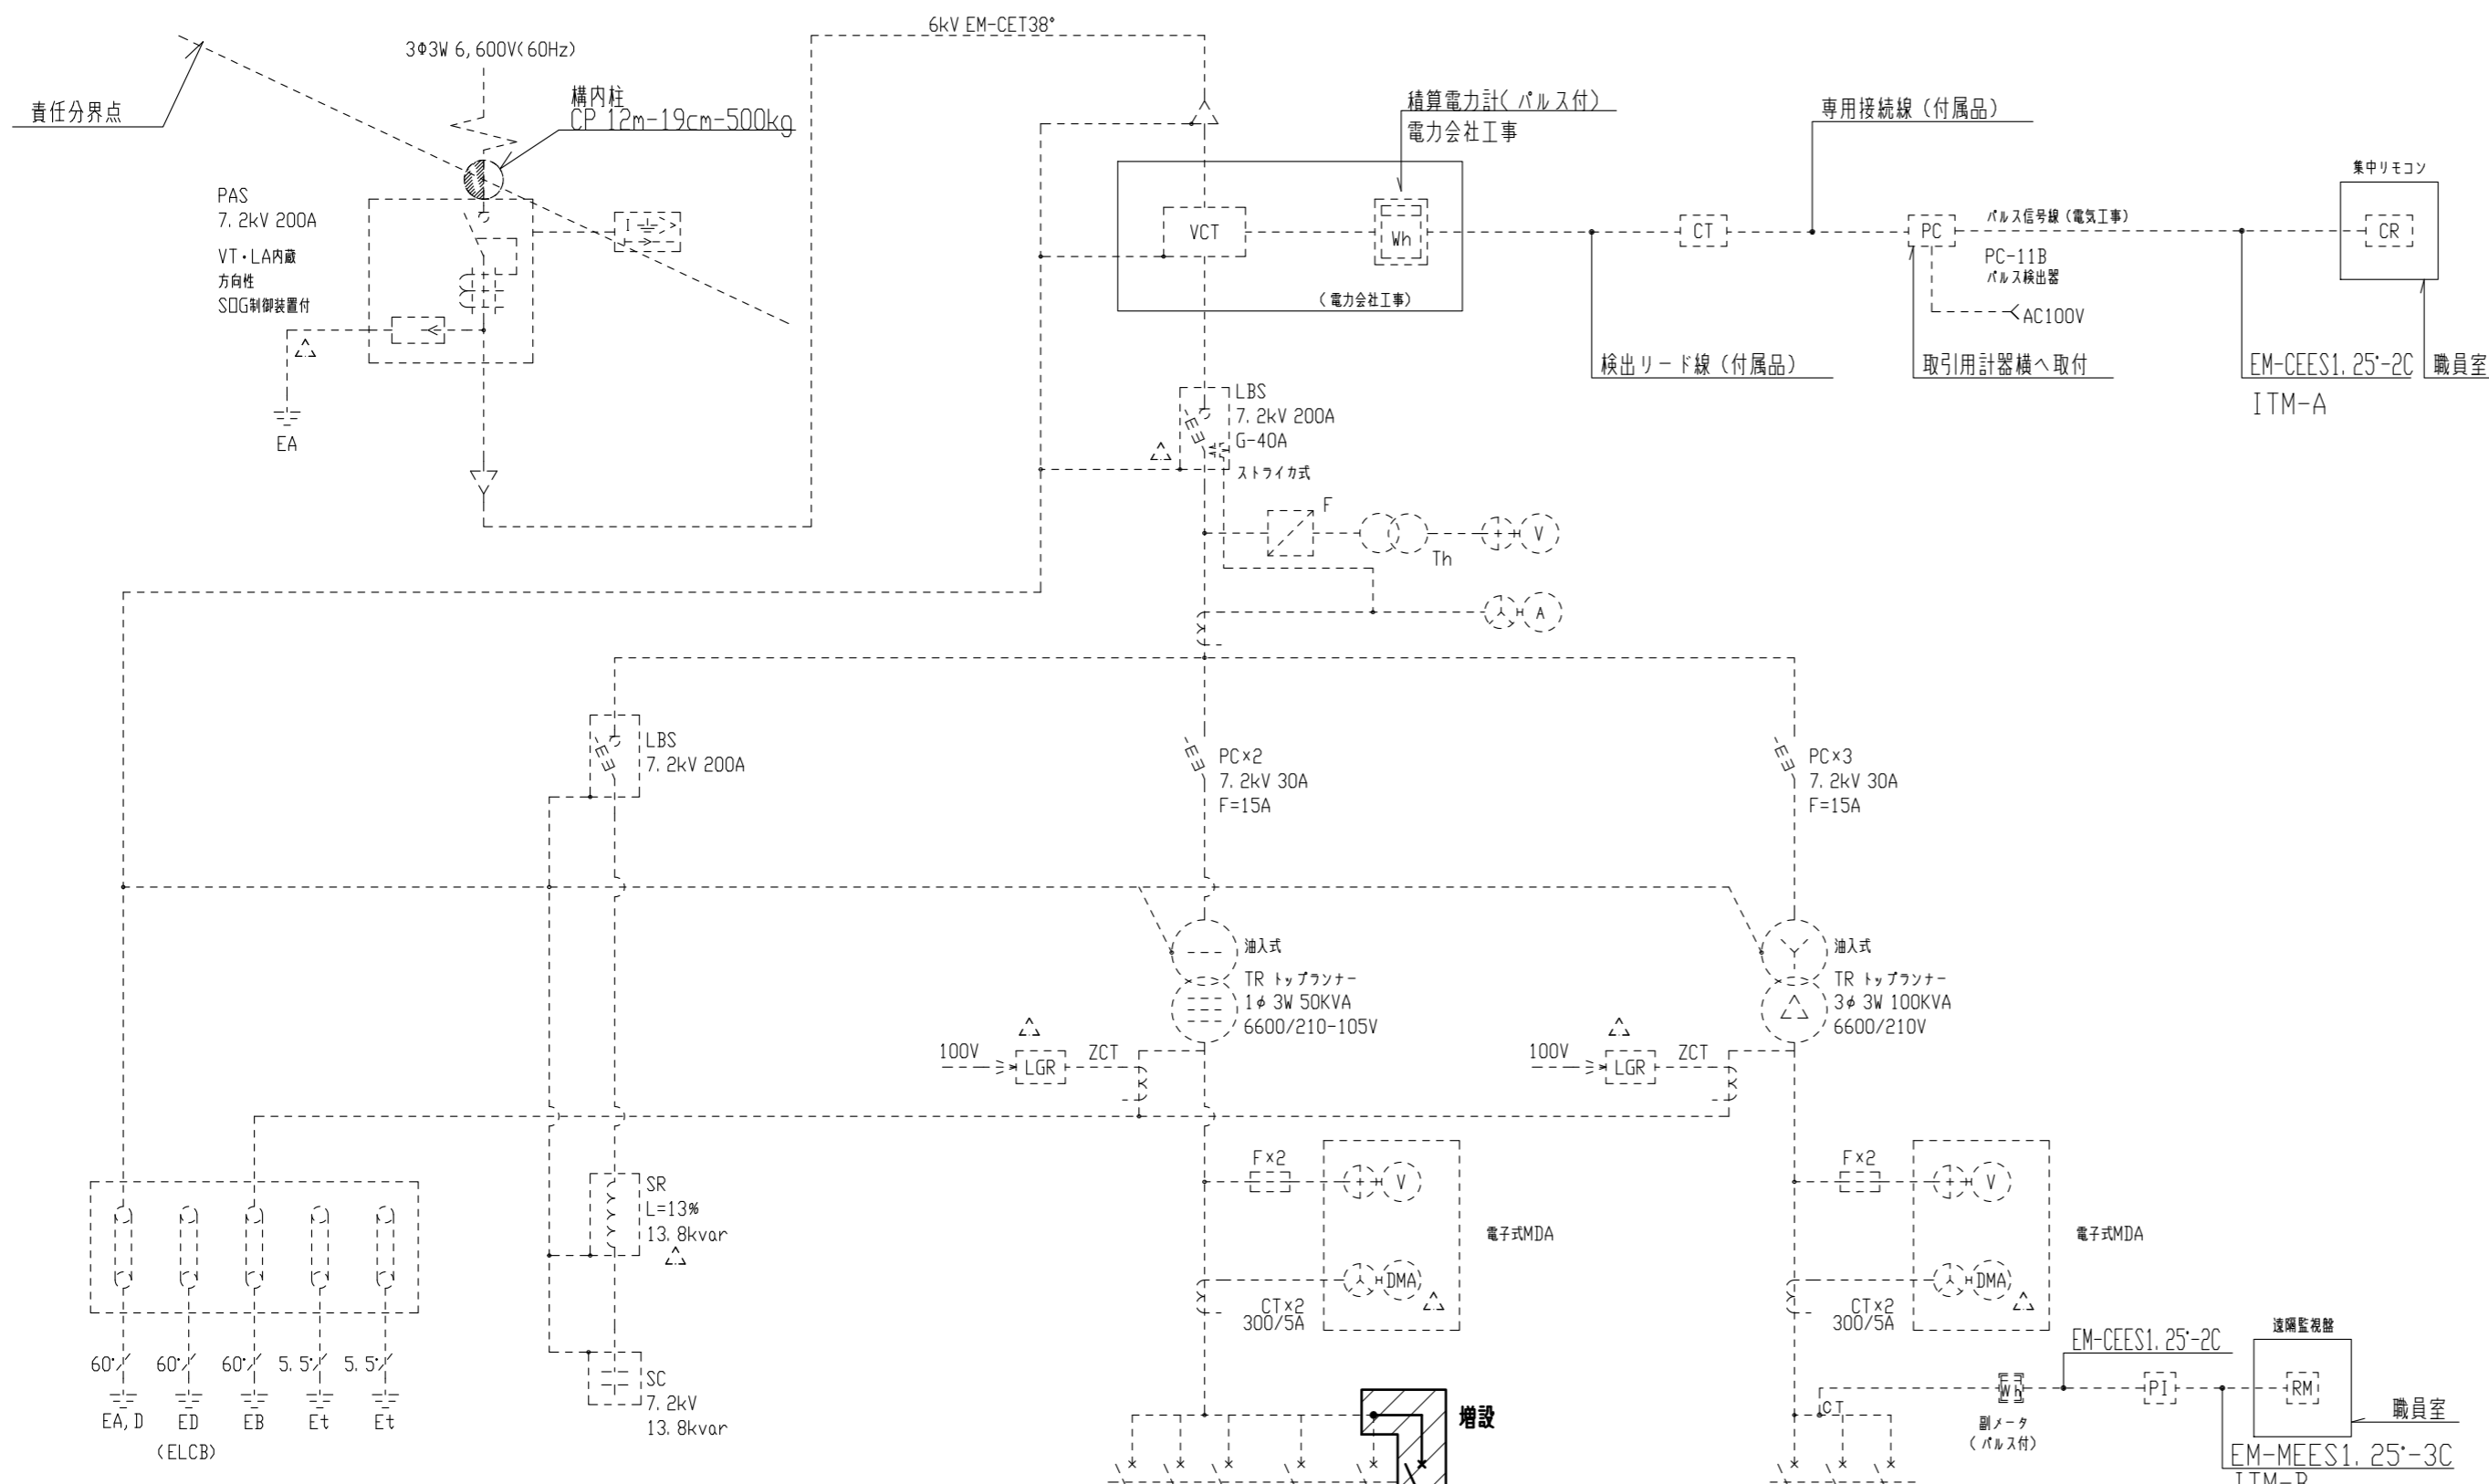 6kV EM-CET38°
3Φ3W 6,600V(60Hz)
責任分界点
構内柱
CP 12m-19cm-500kg
PAS
7.2kV 200A
VT・LA内蔵
方向性
SOG制御装置付
I
EA
積算電力計(パルス付)
電力会社工事
VCT
Wh
(電力会社工事)
専用接続線(付属品)
CT
PC
パルス信号線(電気工事)
PC-11B
パルス検出器
AC100V
集中リモコン
CR
検出リード線(付属品)
取引用計器横へ取付
EM-CEES1.25°-2C
職員室
ITM-A
LBS
7.2kV 200A
G-40A
ストライカ式
F
Th
V
A
LBS
7.2kV 200A
PC×2
7.2kV 30A
F=15A
PC×3
7.2kV 30A
F=15A
油入式
TR トップランナー
1φ 3W 50KVA
6600/210-105V
油入式
TR トップランナー
3φ 3W 100KVA
6600/210V
100V
LGR
ZCT
100V
LGR
ZCT
F×2
V
電子式MDA
DMA
CT×2
300/5A
F×2
V
電子式MDA
DMA
CT×2
300/5A
SR
L=13%
13.8kvar
SC
7.2kV
13.8kvar
60° 60° 60° 5.5° 5.5°
EA,D ED EB Et Et
(ELCB)
増設
CT
Wh
副メータ
(パルス付)
EM-CEES1.25°-2C
PI
遠隔監視盤
RM
職員室
EM-MEES1.25°-3C
ITM-B